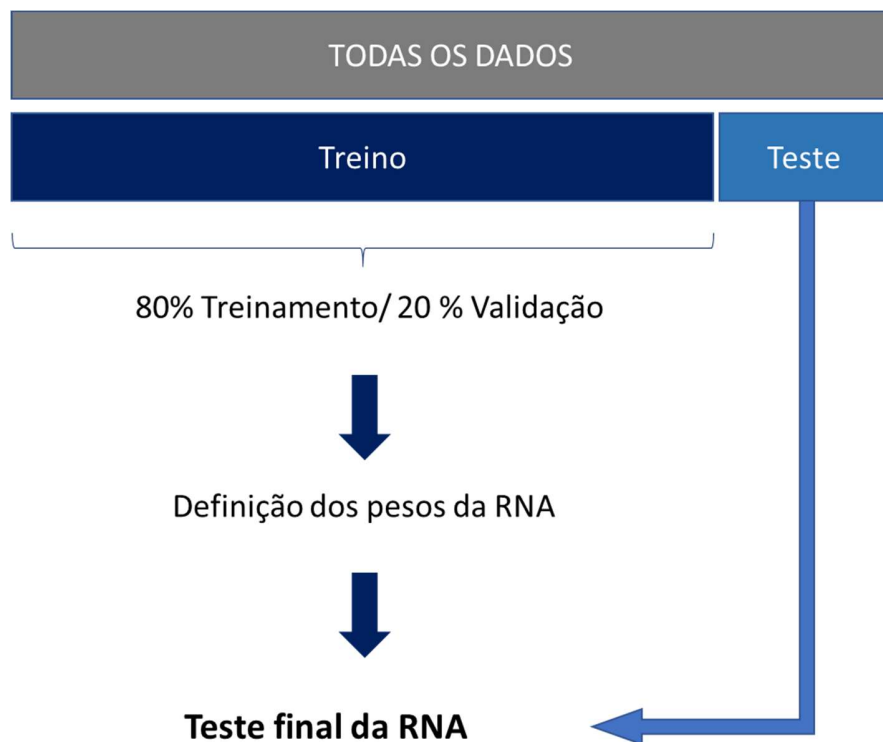 TODAS OS DADOS
Treino
Teste
80% Treinamento/ 20 % Validação
Definição dos pesos da RNA
Teste final da RNA